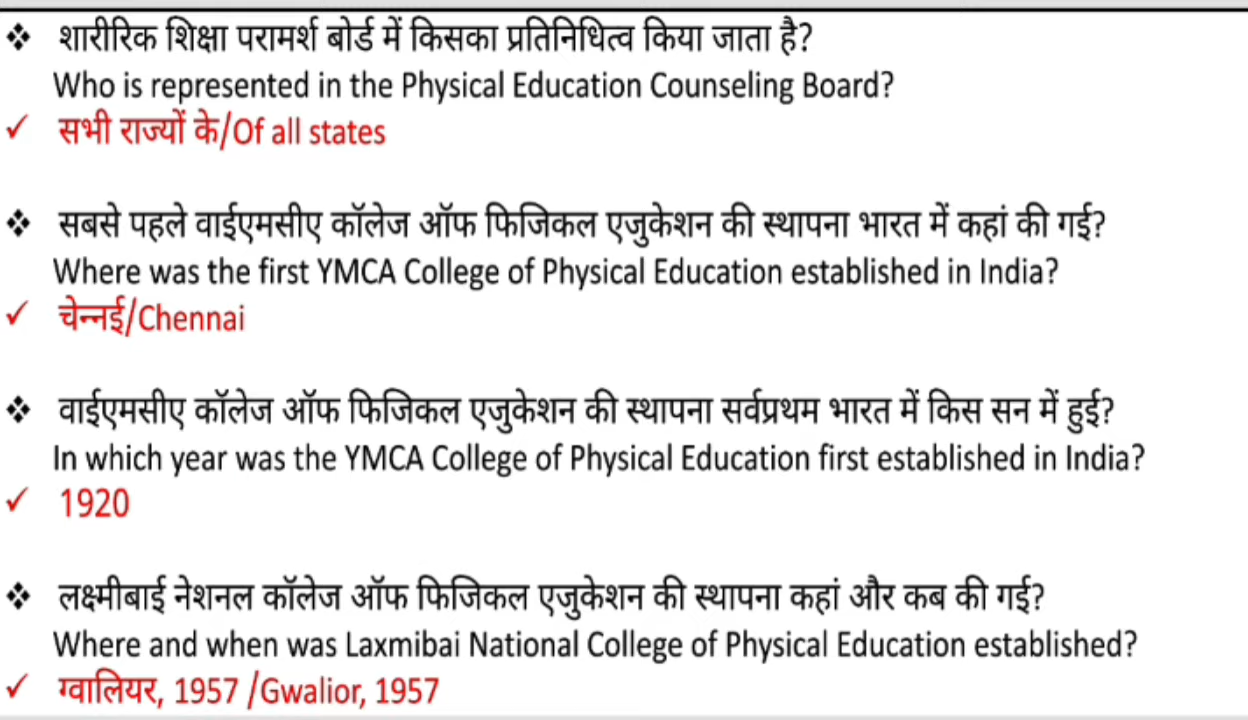 ❖ शारीरिक शिक्षा परामर्श बोर्ड में किसका प्रतिनिधित्व किया जाता है?
Who is represented in the Physical Education Counseling Board?
✓ सभी राज्यों के/Of all states
❖ सबसे पहले वाईएमसीए कॉलेज ऑफ फिजिकल एजुकेशन की स्थापना भारत में कहां की गई?
Where was the first YMCA College of Physical Education established in India?
✓ चेन्नई/Chennai
❖ वाईएमसीए कॉलेज ऑफ फिजिकल एजुकेशन की स्थापना सर्वप्रथम भारत में किस सन में हुई?
In which year was the YMCA College of Physical Education first established in India?
✓ 1920
❖ लक्ष्मीबाई नेशनल कॉलेज ऑफ फिजिकल एजुकेशन की स्थापना कहां और कब की गई?
Where and when was Laxmibai National College of Physical Education established?
✓ ग्वालियर, 1957 /Gwalior, 1957